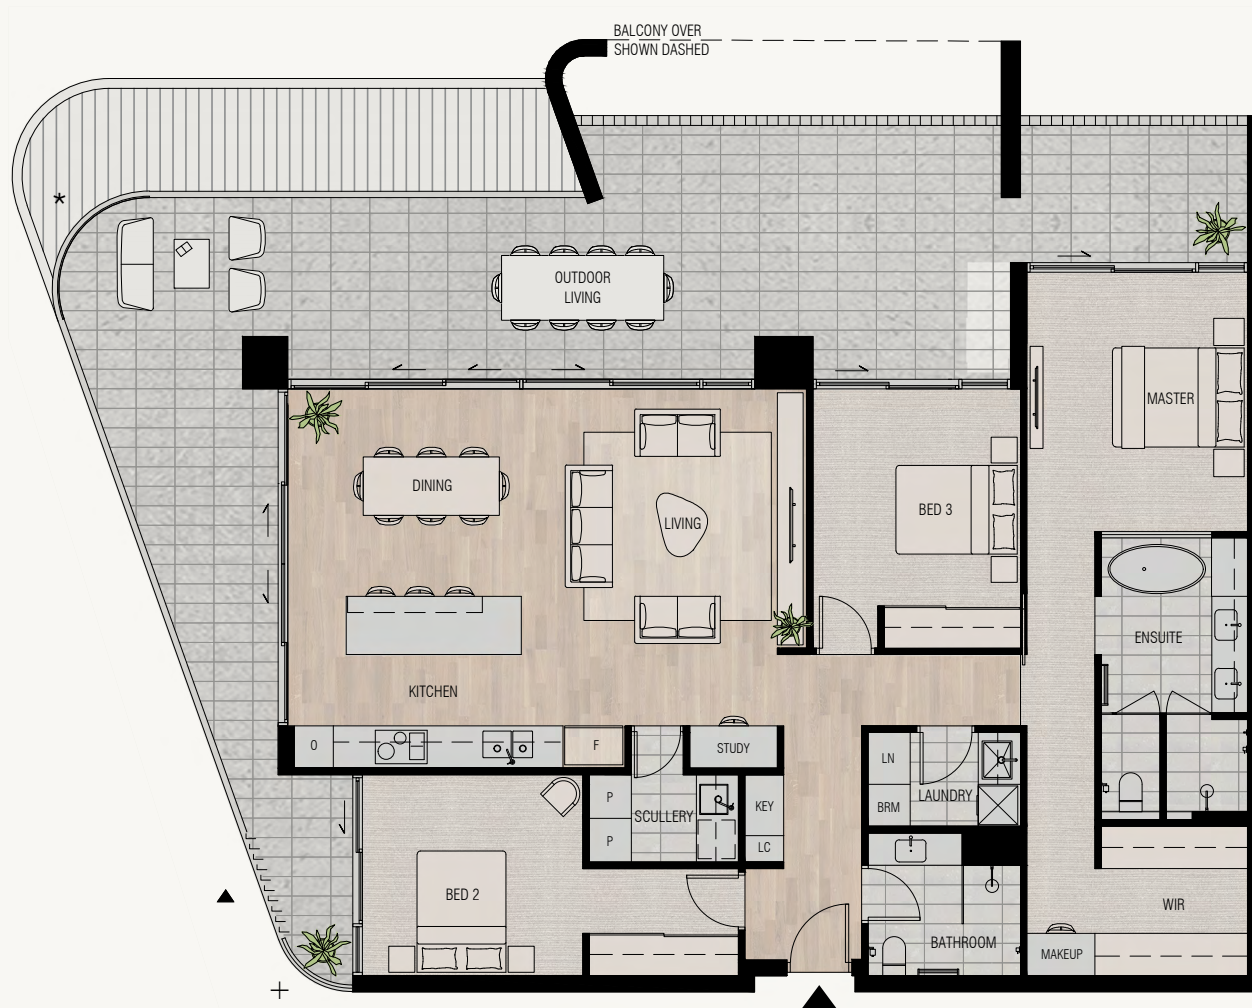 BALCONY OVER
SHOWN DASHED
*
OUTDOOR
LIVING
MASTER
DINING
LIVING
BED 3
ENSUITE
KITCHEN
O
F
STUDY
LN
BRM
LAUNDRY
P
P
SCULLERY
KEY
LC
BED 2
WIR
BATHROOM
MAKEUP